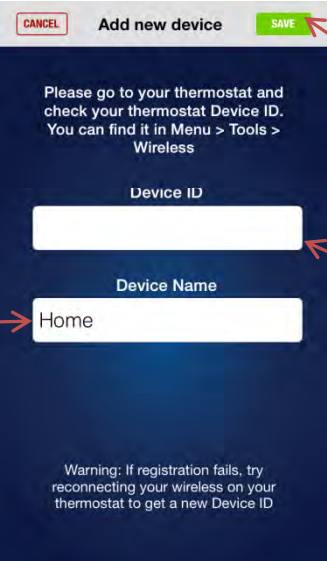 CANCEL Add new device SAVE
Please go to your thermostat and
check your thermostat Device ID.
You can find it in Menu > Tools >
Wireless
Device ID
Device Name
Home
Warning: If registration fails, try
reconnecting your wireless on your
thermostat to get a new Device ID